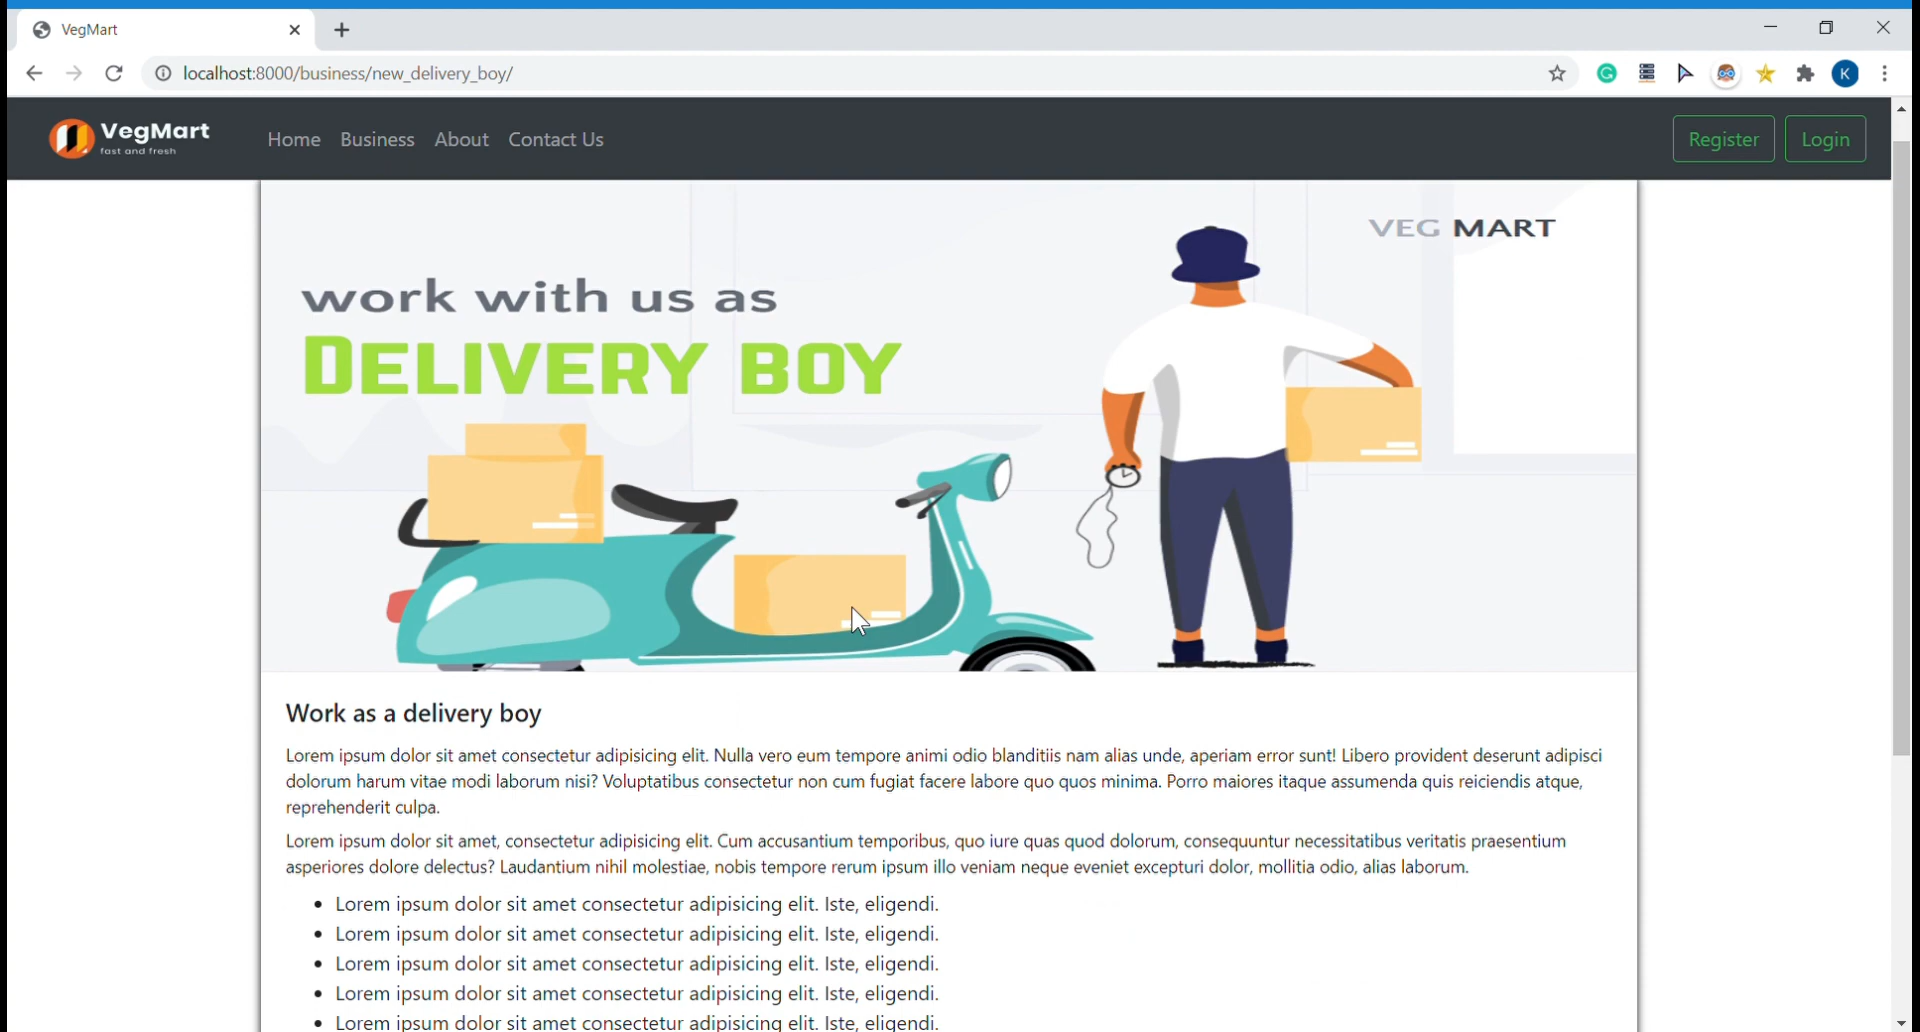 VegMart
localhost:8000/business/new_delivery_boy/
K
VegMart
fast and fresh
Home Business About Contact Us
Register Login
VEG MART
work with us as
DELIVERY BOY
Work as a delivery boy
Lorem ipsum dolor sit amet consectetur adipisicing elit. Nulla vero eum tempore animi odio blanditiis nam alias unde, aperiam error sunt! Libero provident deserunt adipisci
dolorum harum vitae modi laborum nisi? Voluptatibus consectetur non cum fugiat facere labore quo quos minima. Porro maiores itaque assumenda quis reiciendis atque,
reprehenderit culpa.
Lorem ipsum dolor sit amet, consectetur adipisicing elit. Cum accusantium temporibus, quo iure quas quod dolorum, consequuntur necessitatibus veritatis praesentium
asperiores dolore delectus? Laudantium nihil molestiae, nobis tempore rerum ipsum illo veniam neque eveniet excepturi dolor, mollitia odio, alias laborum.
• Lorem ipsum dolor sit amet consectetur adipisicing elit. Iste, eligendi.
• Lorem ipsum dolor sit amet consectetur adipisicing elit. Iste, eligendi.
• Lorem ipsum dolor sit amet consectetur adipisicing elit. Iste, eligendi.
• Lorem ipsum dolor sit amet consectetur adipisicing elit. Iste, eligendi.
• Lorem ipsum dolor sit amet consectetur adipisicing elit. Iste, eligendi.